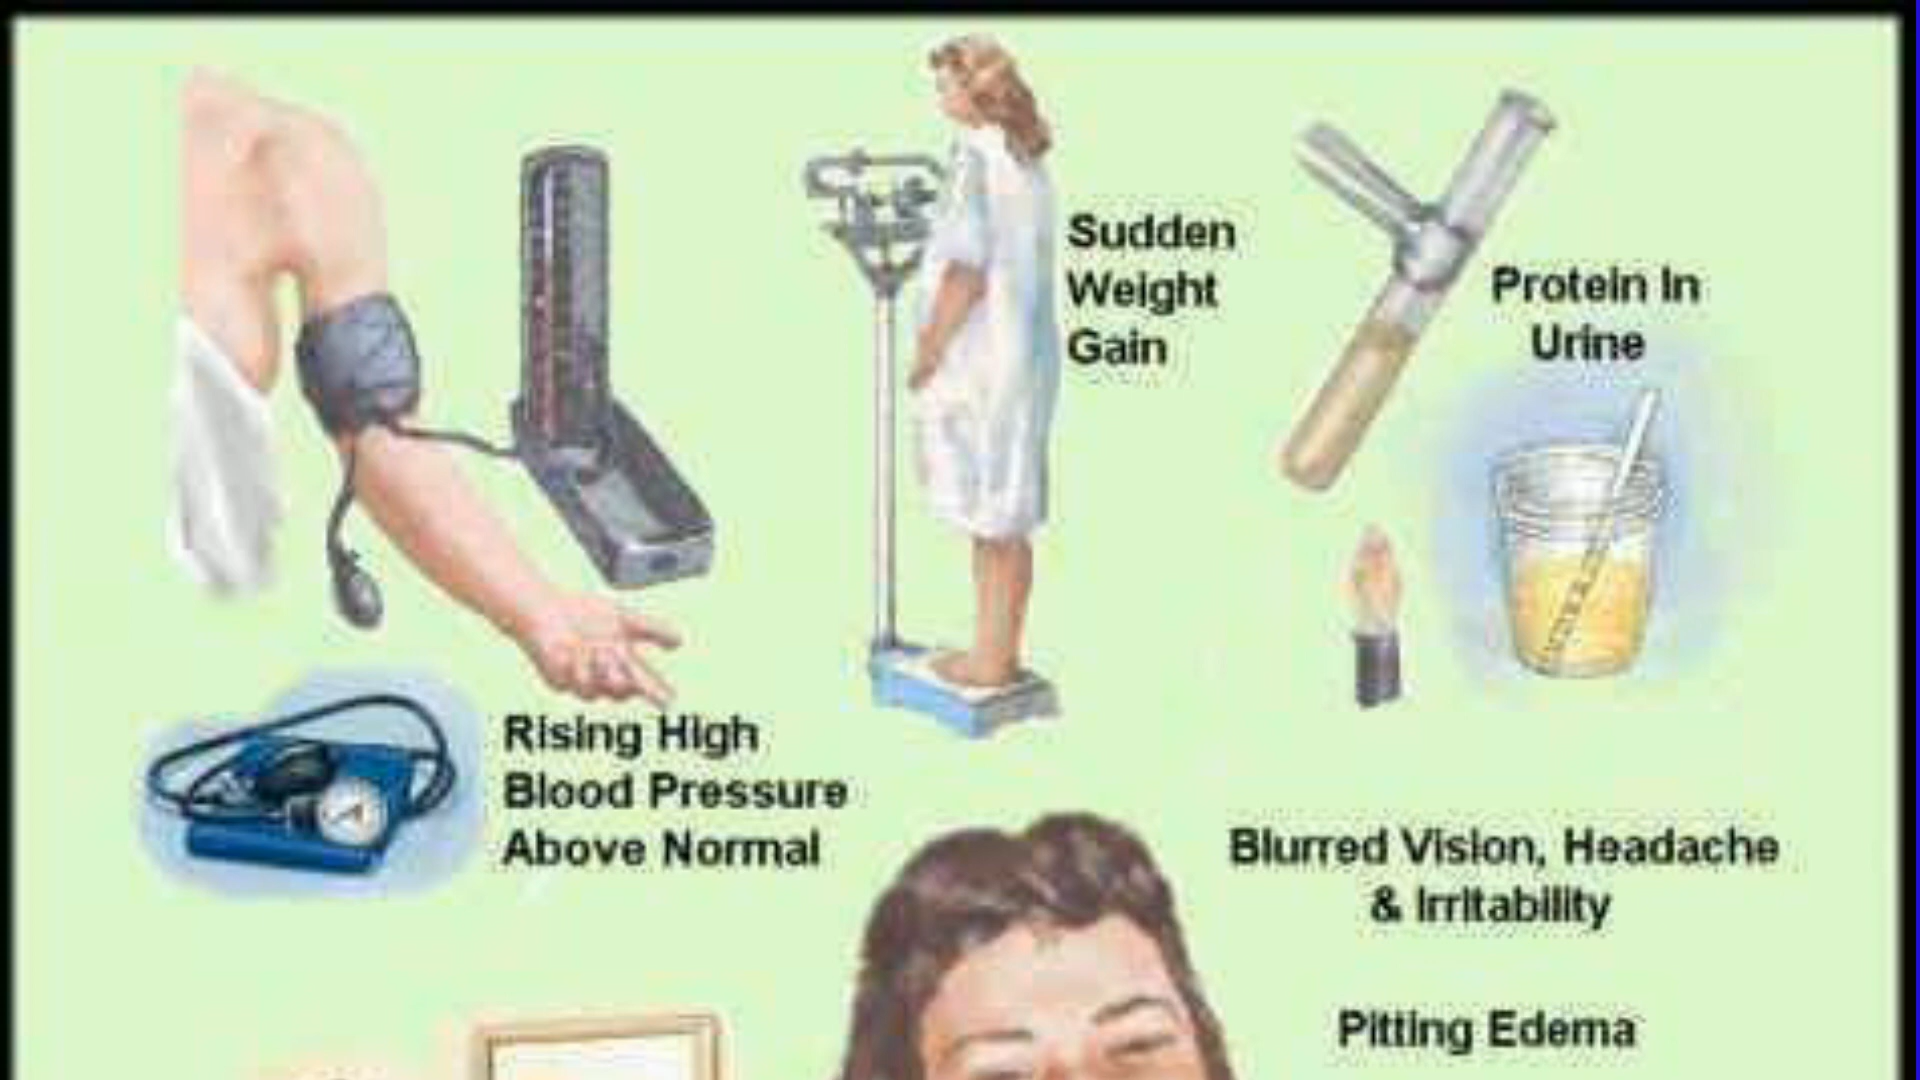 Sudden
Weight
Gain
Protein In
Urine
Rising High
Blood Pressure
Above Normal
Blurred Vision, Headache
& Irritability
Pitting Edema